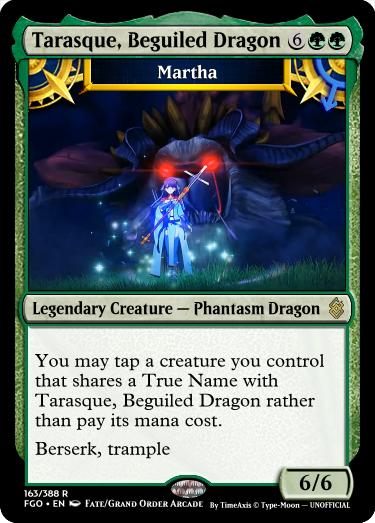 Tarasque, Beguiled Dragon 6
Martha
Legendary Creature — Phantasm Dragon
You may tap a creature you control
that shares a True Name with
Tarasque, Beguiled Dragon rather
than pay its mana cost.
Berserk, trample
6/6
163/388 R
FGO • EN Fate/Grand Order Arcade
By TimeAxis © Type-Moon — UNOFFICIAL